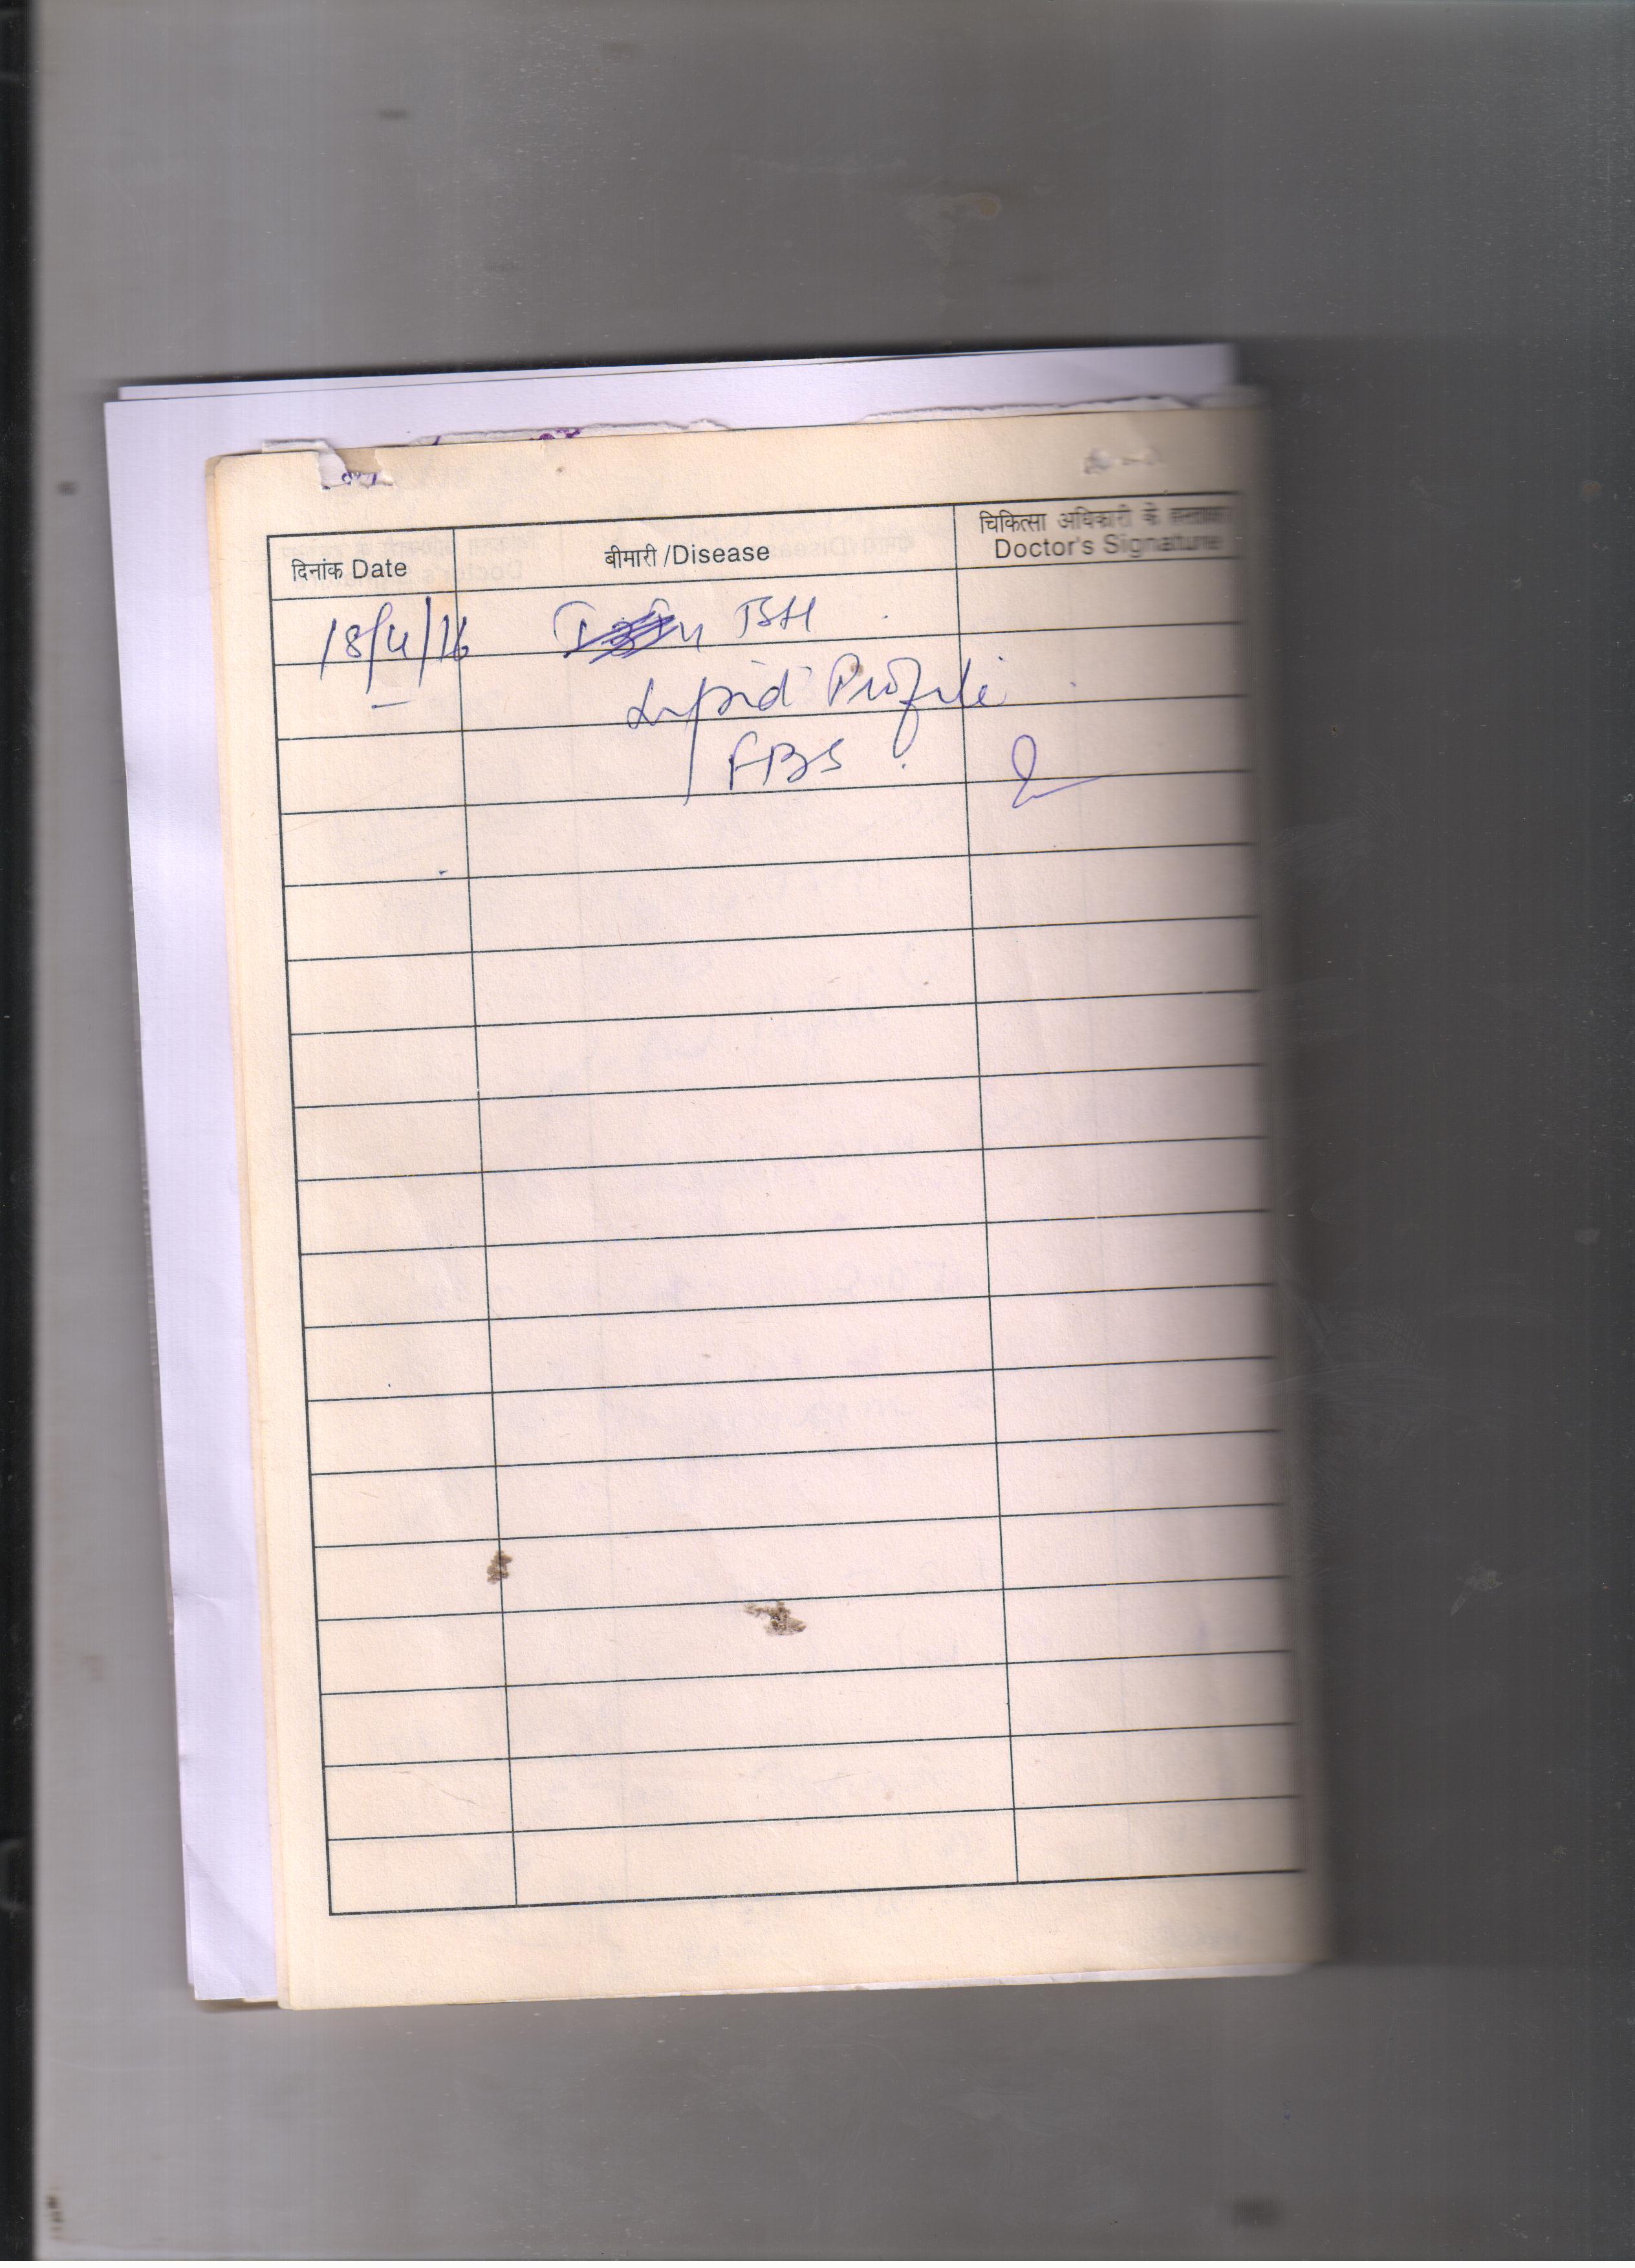 दिनांक Date
बीमारी /Disease
चिकित्सा अधिकारी के
Doctor's Signature
18/4/16 TSH
Lipid Profile
FBS